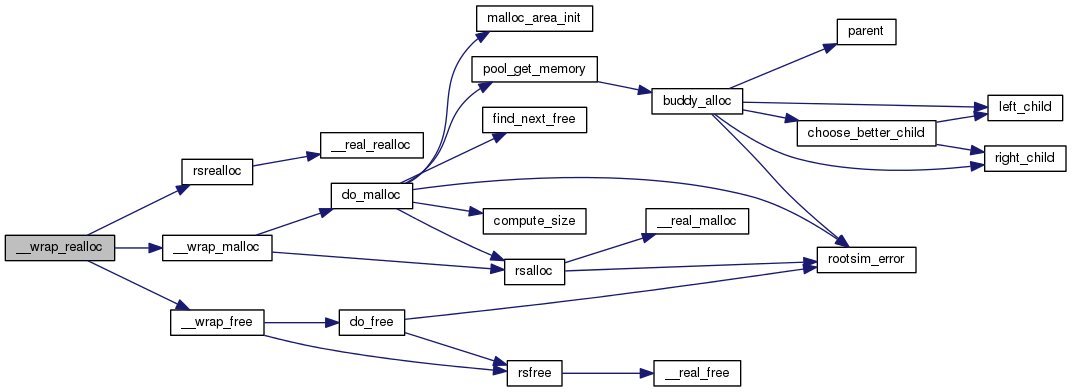 malloc_area_init
parent
pool_get_memory
buddy_alloc
left_child
find_next_free
choose_better_child
__real_realloc
right_child
rsrealloc
do_malloc
compute_size
__real_malloc
__wrap_realloc
__wrap_malloc
rsalloc
rootsim_error
__wrap_free
do_free
rsfree
__real_free